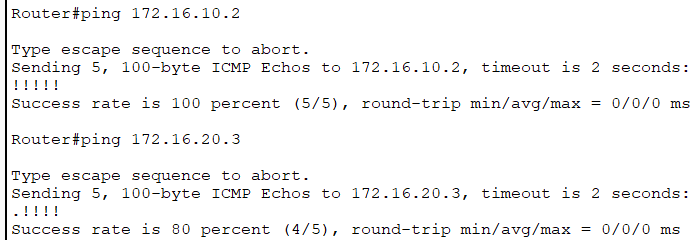 Router#ping 172.16.10.2
Type escape sequence to abort.
Sending 5, 100-byte ICMP Echos to 172.16.10.2, timeout is 2 seconds:
!!!!!
Success rate is 100 percent (5/5), round-trip min/avg/max = 0/0/0 ms
Router#ping 172.16.20.3
Type escape sequence to abort.
Sending 5, 100-byte ICMP Echos to 172.16.20.3, timeout is 2 seconds:
.!!!!
Success rate is 80 percent (4/5), round-trip min/avg/max = 0/0/0 ms